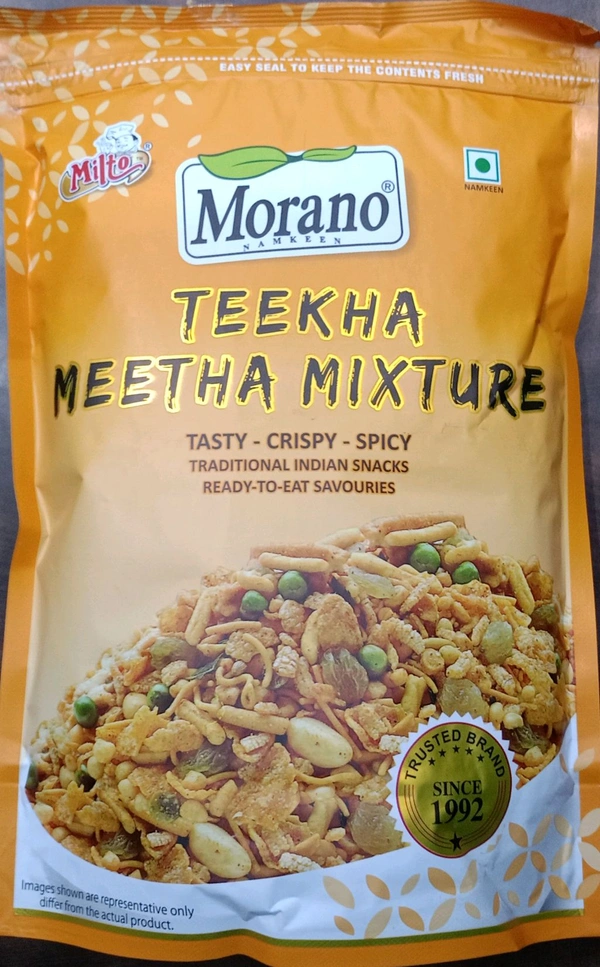 EASY SEAL TO KEEP THE CONTENTS FRESH
Milto®
Morano®
NAMKEEN
NAMKEEN
TEEKHA
MEETHA MIXTURE
TASTY - CRISPY - SPICY
TRADITIONAL INDIAN SNACKS
READY-TO-EAT SAVOURIES
TRUSTED BRAND
SINCE
1992
Images shown are representative only
differ from the actual product.